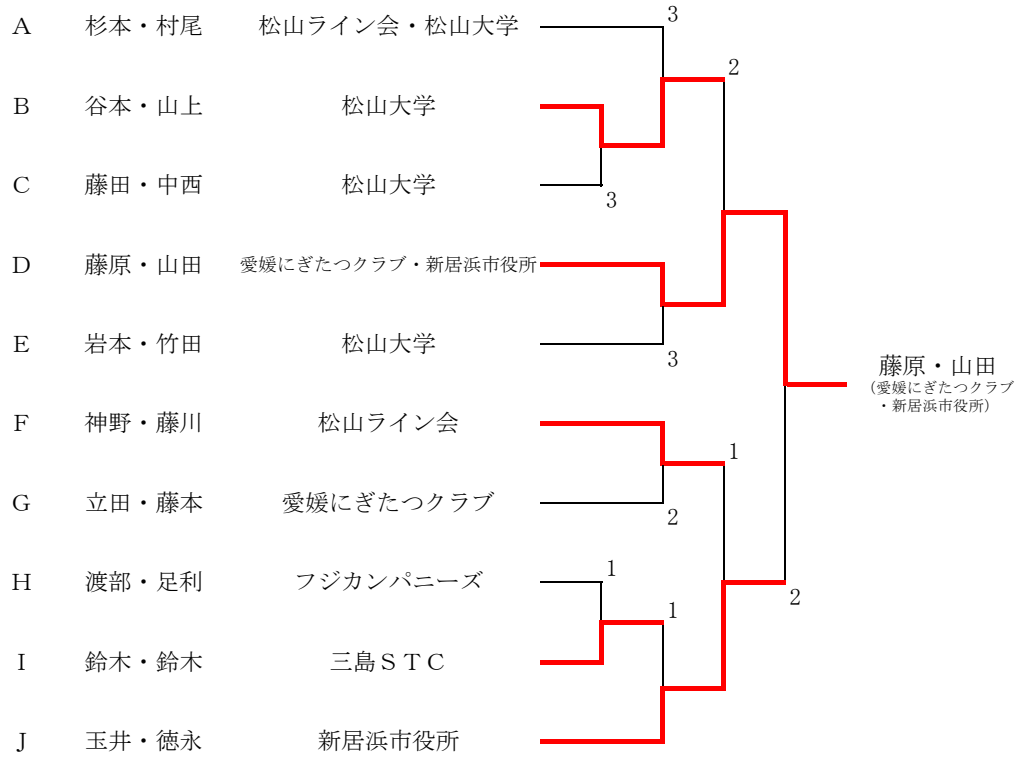 A 杉本・村尾 松山ライン会・松山大学 3
2
B 谷本・山上 松山大学
C 藤田・中西 松山大学 3
D 藤原・山田 愛媛にぎたつクラブ・新居浜市役所
E 岩本・竹田 松山大学 3
藤原・山田
(愛媛にぎたつクラブ
・新居浜市役所)
F 神野・藤川 松山ライン会 1
G 立田・藤本 愛媛にぎたつクラブ 2
H 渡部・足利 フジカンパニーズ 1
2
1
I 鈴木・鈴木 三島ＳＴＣ
J 玉井・徳永 新居浜市役所